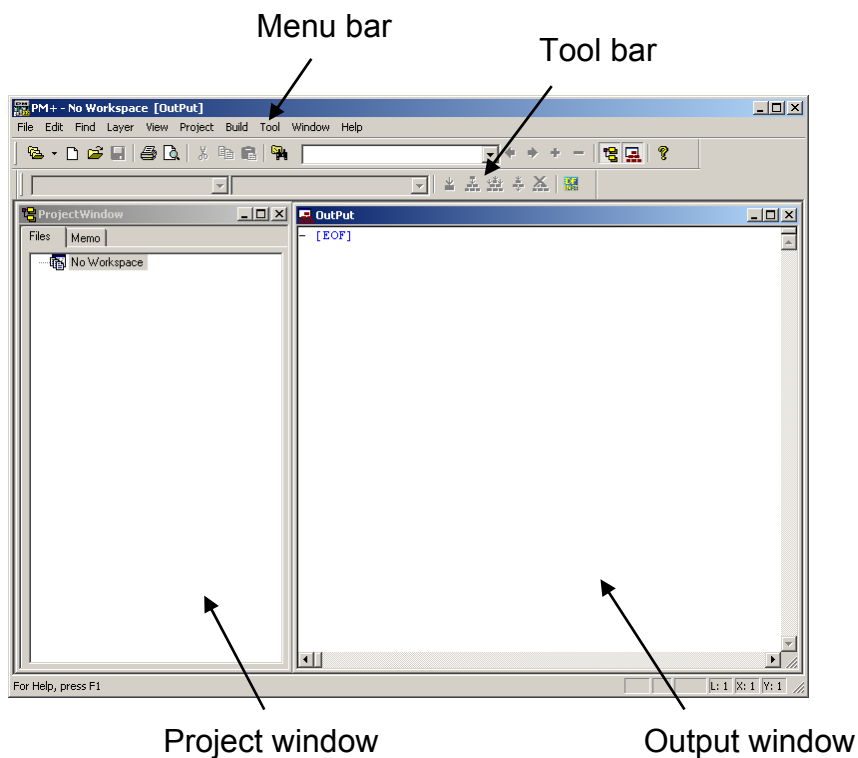 Menu bar
Tool bar
PM+ - No Workspace [OutPut]
File Edit Find Layer View Project Build Tool Window Help
ProjectWindow
OutPut
Files Memo
[EOF]
No Workspace
For Help, press F1
L: 1 X: 1 Y: 1
Project window
Output window